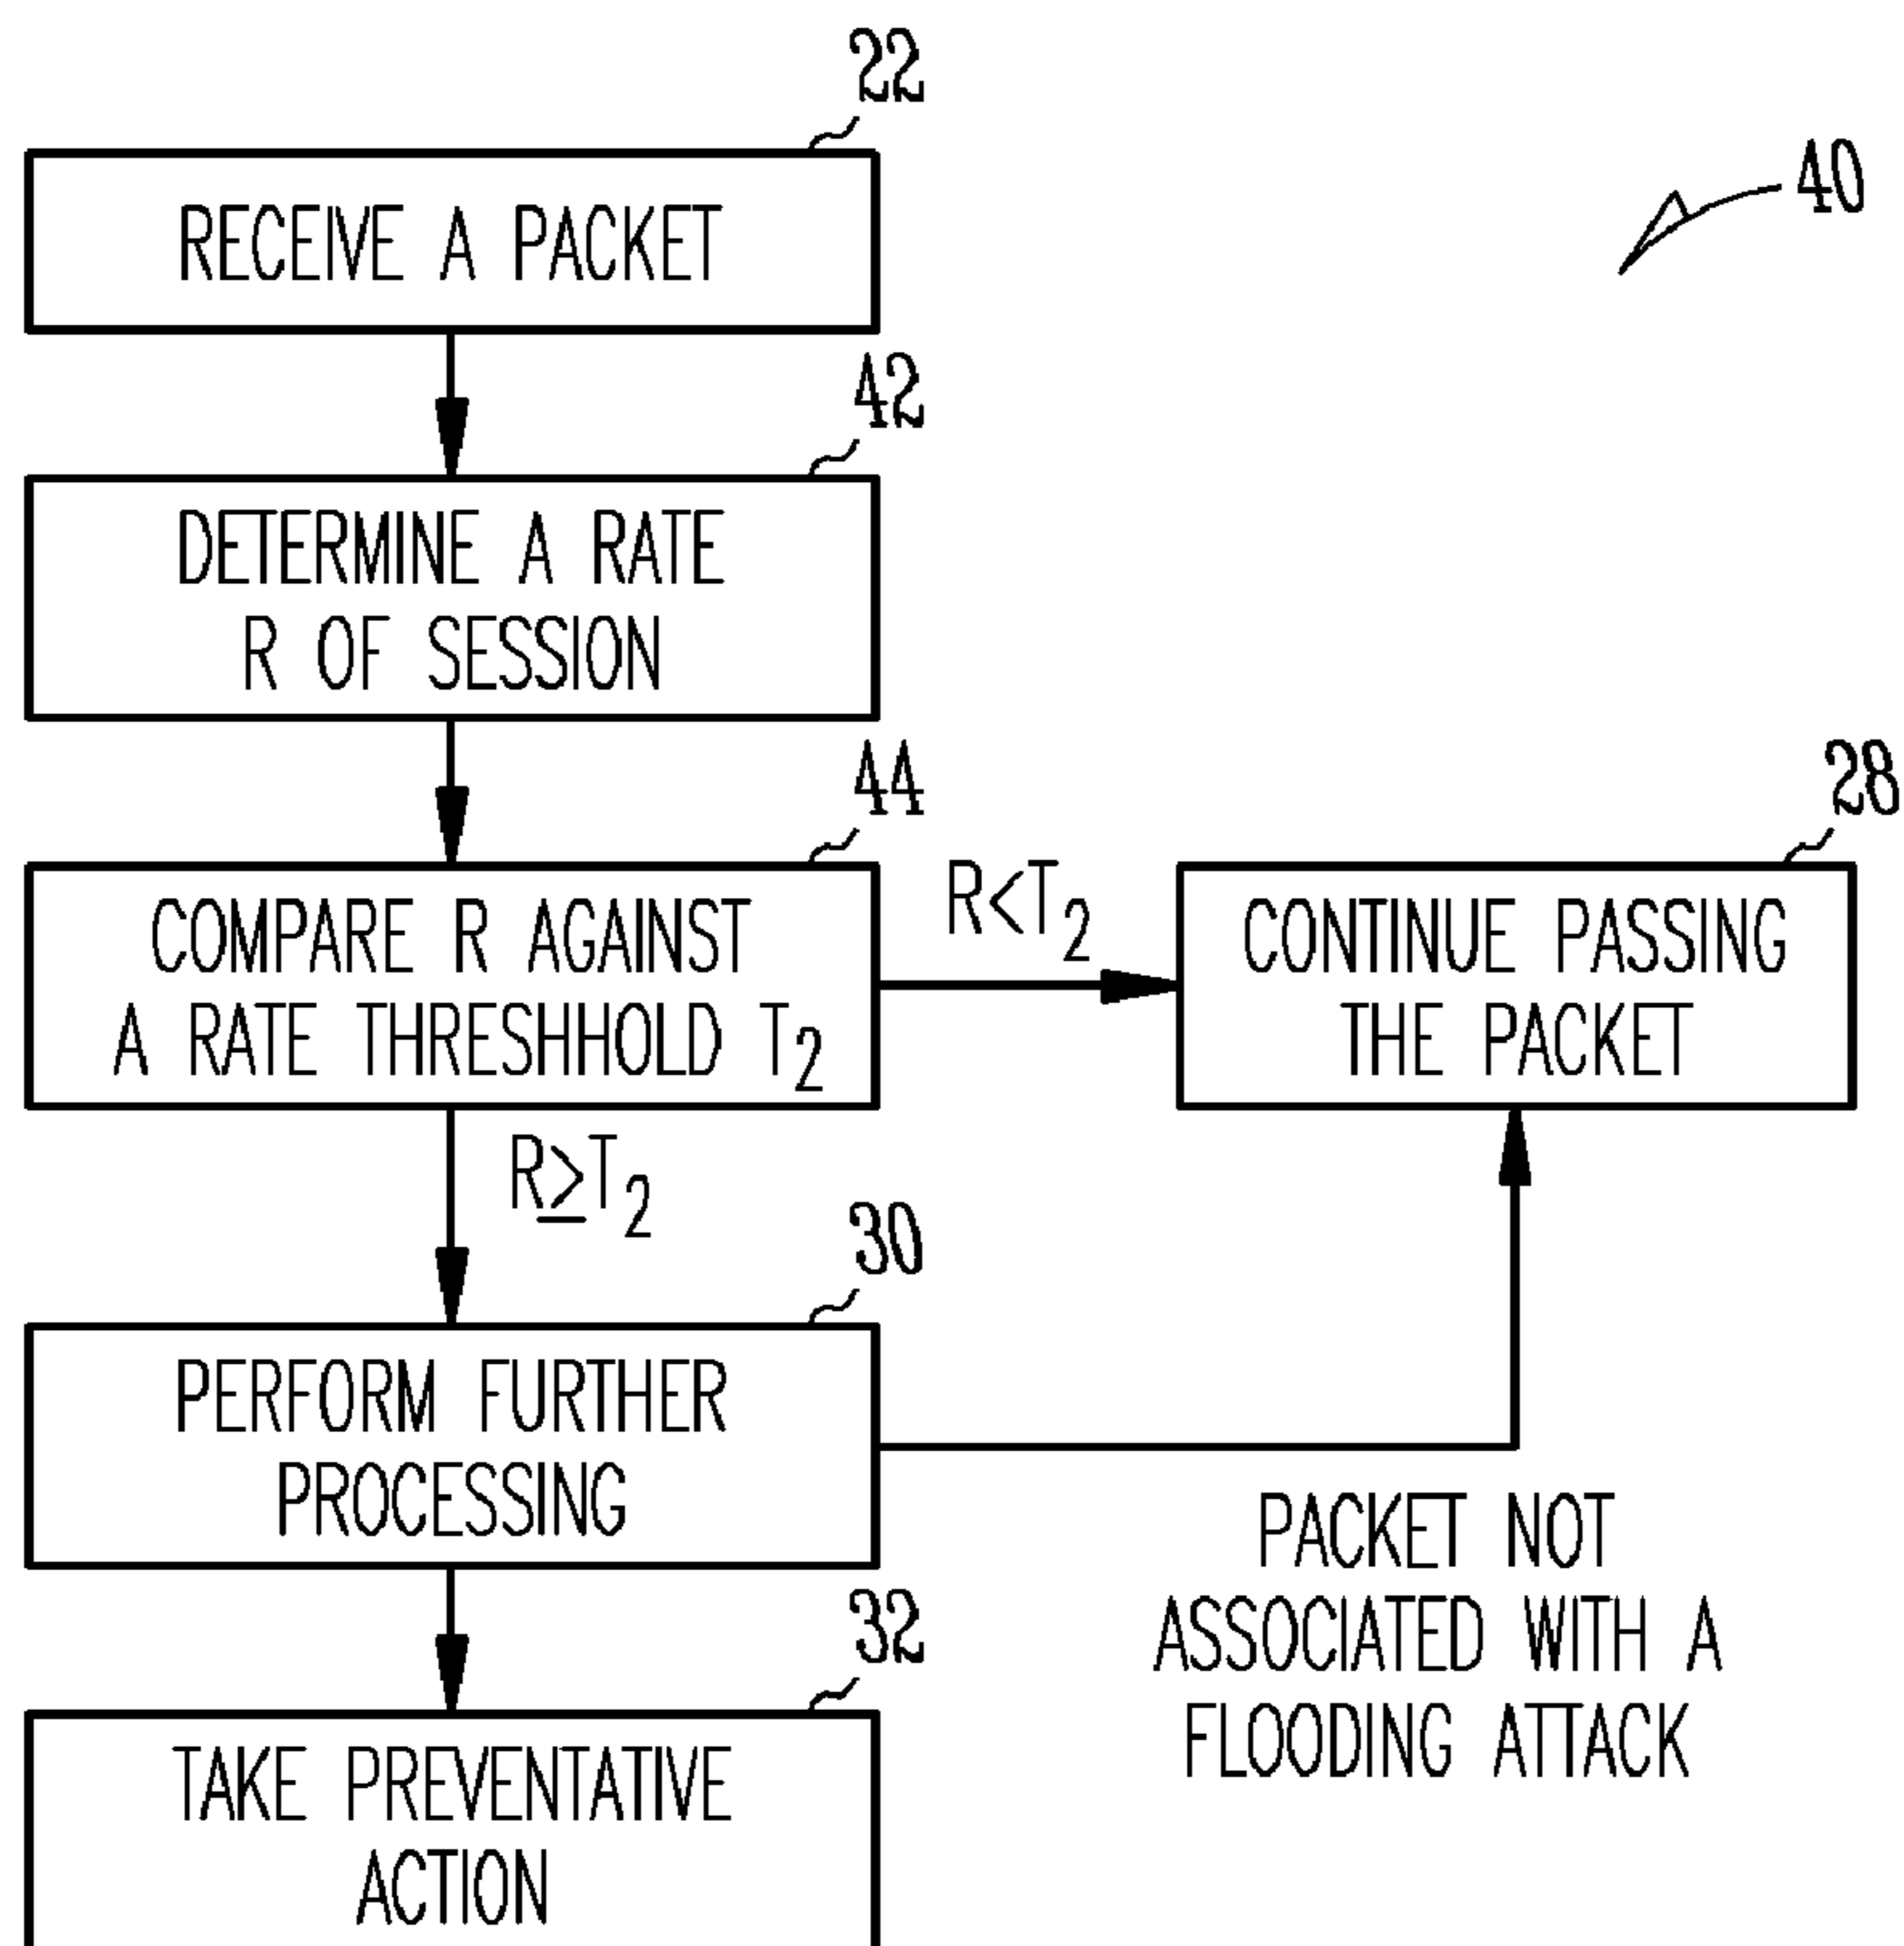 22
RECEIVE A PACKET
40
42
DETERMINE A RATE
R OF SESSION
44
COMPARE R AGAINST
A RATE THRESHHOLD T2
R<T2
28
CONTINUE PASSING
THE PACKET
R≥T2
30
PERFORM FURTHER
PROCESSING
PACKET NOT
ASSOCIATED WITH A
FLOODING ATTACK
32
TAKE PREVENTATIVE
ACTION